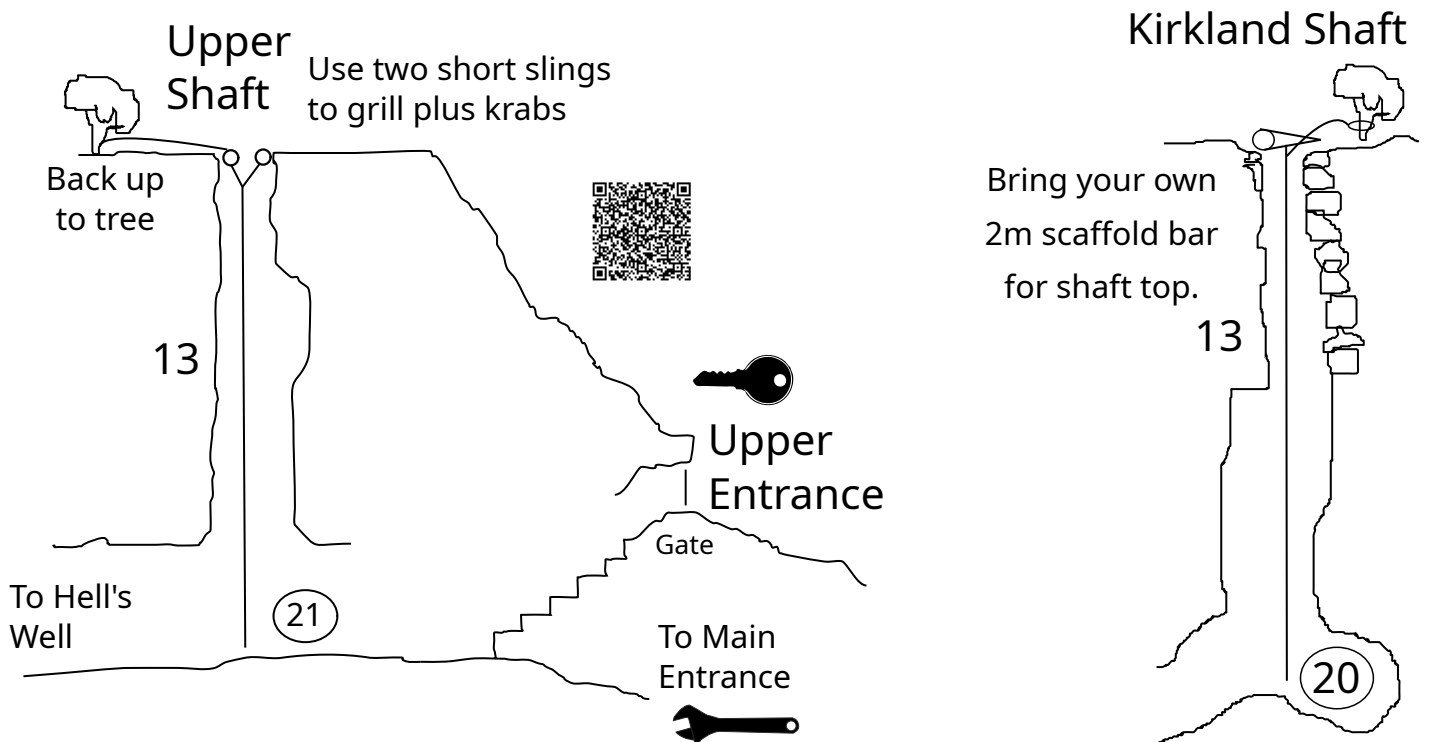 Upper
Shaft
Use two short slings
to grill plus krabs
Back up
to tree
13
Upper
Entrance
Gate
To Hell's
Well
21
To Main
Entrance
Kirkland Shaft
Bring your own
2m scaffold bar
for shaft top.
13
20